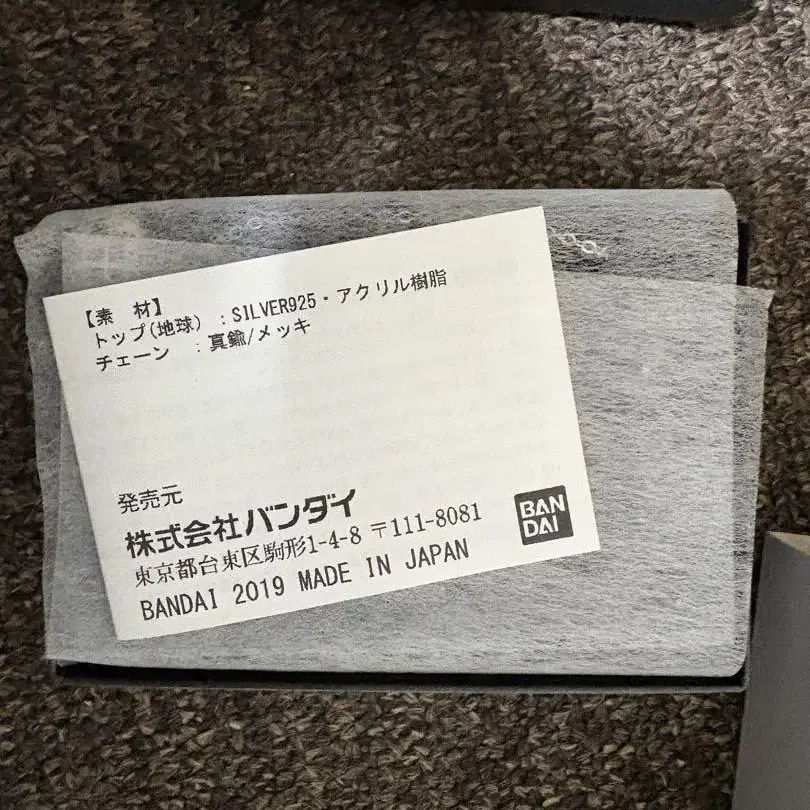 【素　材】
トップ(地球)　:SILVER925・アクリル樹脂
チェーン　:真鍮/メッキ
発売元
株式会社バンダイ
東京都台東区駒形1-4-8 〒111-8081
BANDAI 2019 MADE IN JAPAN
BAN
DAI